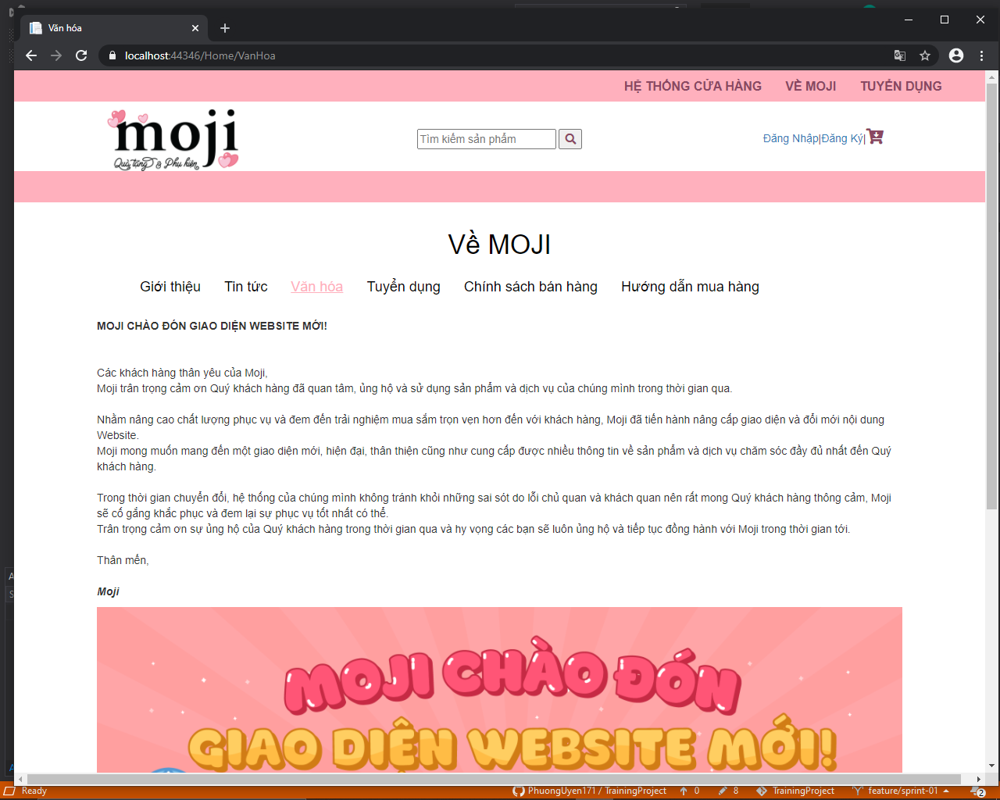 Văn hóa
localhost:44346/Home/VanHoa
HỆ THỐNG CỬA HÀNG VỀ MOJI TUYỂN DỤNG
moji
Quà tặng & Phụ kiện
Tìm kiếm sản phẩm
Đăng Nhập|Đăng Ký|
Về MOJI
Giới thiệu Tin tức Văn hóa Tuyển dụng Chính sách bán hàng Hướng dẫn mua hàng
MOJI CHÀO ĐÓN GIAO DIỆN WEBSITE MỚI!
Các khách hàng thân yêu của Moji,
Moji trân trọng cảm ơn Quý khách hàng đã quan tâm, ủng hộ và sử dụng sản phẩm và dịch vụ của chúng mình trong thời gian qua.
Nhằm nâng cao chất lượng phục vụ và đem đến trải nghiệm mua sắm trọn vẹn hơn đến với khách hàng, Moji đã tiến hành nâng cấp giao diện và đổi mới nội dung
Website.
Moji mong muốn mang đến một giao diện mới, hiện đại, thân thiện cũng như cung cấp được nhiều thông tin về sản phẩm và dịch vụ chăm sóc đầy đủ nhất đến Quý
khách hàng.
Trong thời gian chuyển đổi, hệ thống của chúng mình không tránh khỏi những sai sót do lỗi chủ quan và khách quan nên rất mong Quý khách hàng thông cảm, Moji
sẽ cố gắng khắc phục và đem lại sự phục vụ tốt nhất có thể.
Trân trọng cảm ơn sự ủng hộ của Quý khách hàng trong thời gian qua và hy vọng các bạn sẽ luôn ủng hộ và tiếp tục đồng hành với Moji trong thời gian tới.
Thân mến,
Moji
MOJI CHÀO ĐÓN
GIAO DIỆN WEBSITE MỚI!
Ready PhuongUyen171 / TrainingProject 0 8 TrainingProject feature/sprint-01 2